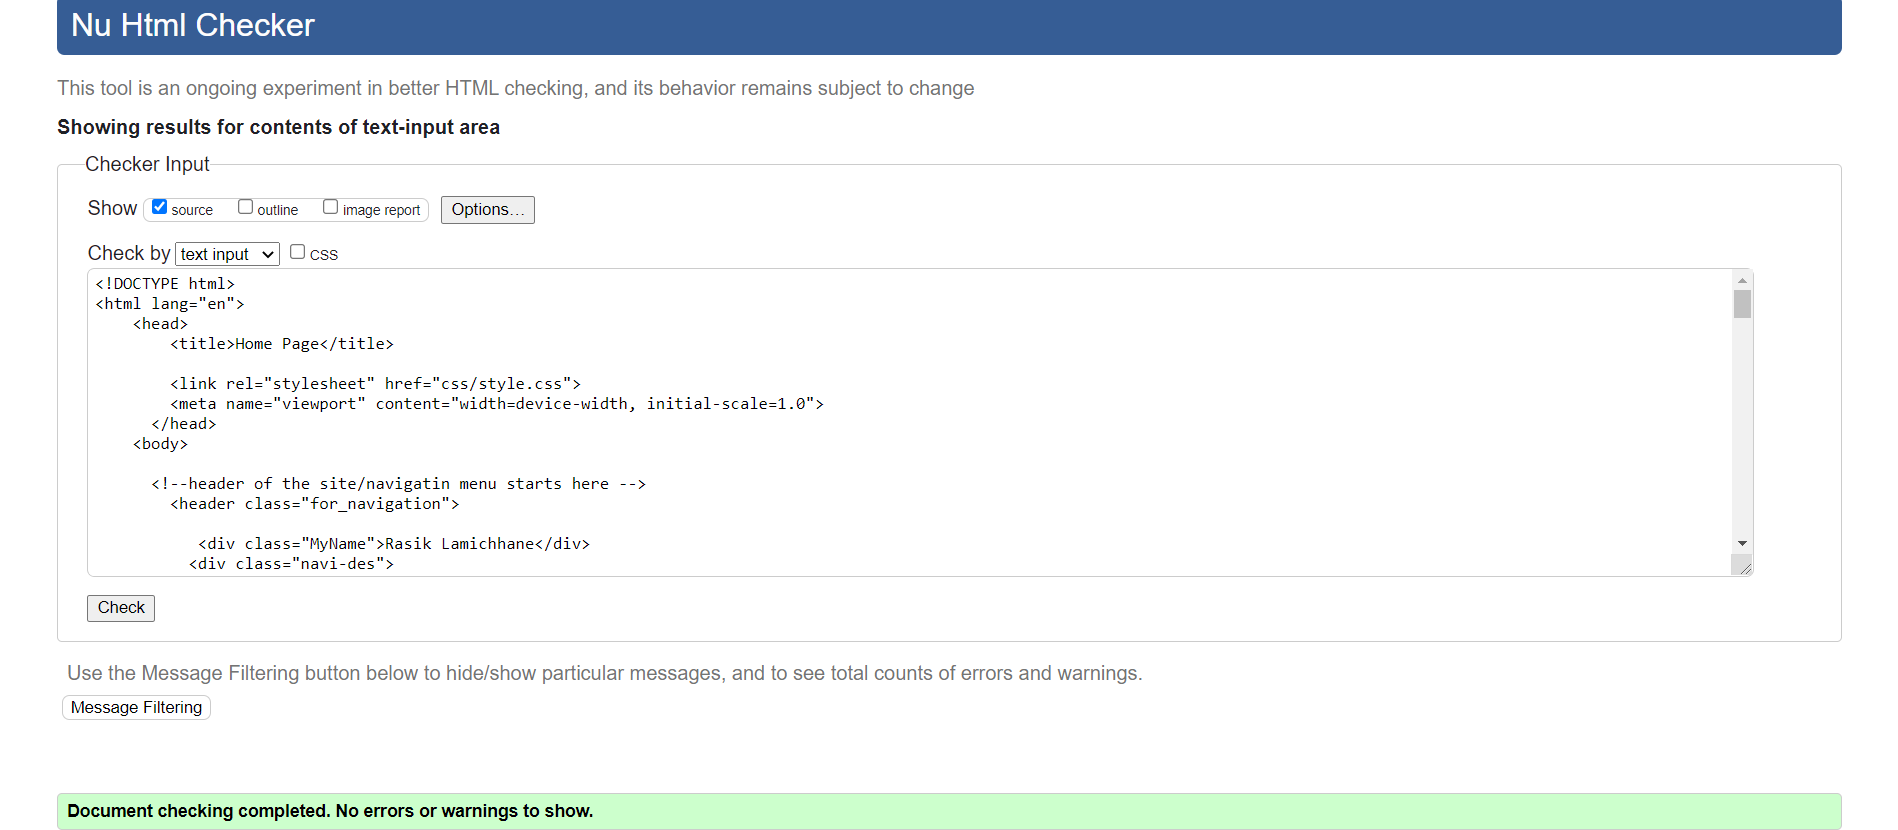 Nu Html Checker
This tool is an ongoing experiment in better HTML checking, and its behavior remains subject to change
Showing results for contents of text-input area
Checker Input
Show source outline image report Options...
Check by text input CSS
<!DOCTYPE html>
<html lang="en">
<head>
<title>Home Page</title>
<link rel="stylesheet" href="css/style.css">
<meta name="viewport" content="width=device-width, initial-scale=1.0">
</head>
<body>
<!--header of the site/navigatin menu starts here -->
<header class="for_navigation">
<div class="MyName">Rasik Lamichhane</div>
<div class="navi-des">
Check
Use the Message Filtering button below to hide/show particular messages, and to see total counts of errors and warnings.
Message Filtering
Document checking completed. No errors or warnings to show.